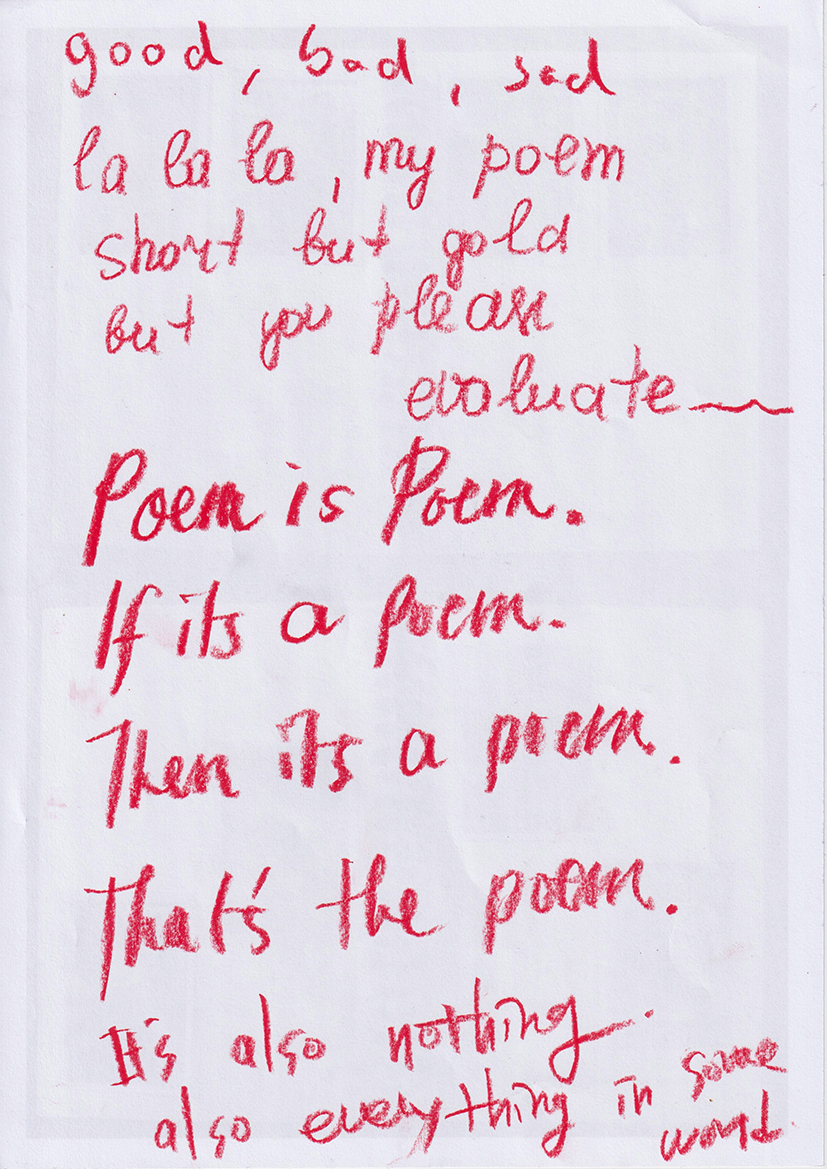 good, bad, sad
la la la, my poem
short but gold
but you please
evaluate
Poem is Poem.
If its a poem.
Then its a poem.
That's the poem.
It's also nothing.
also everything in some